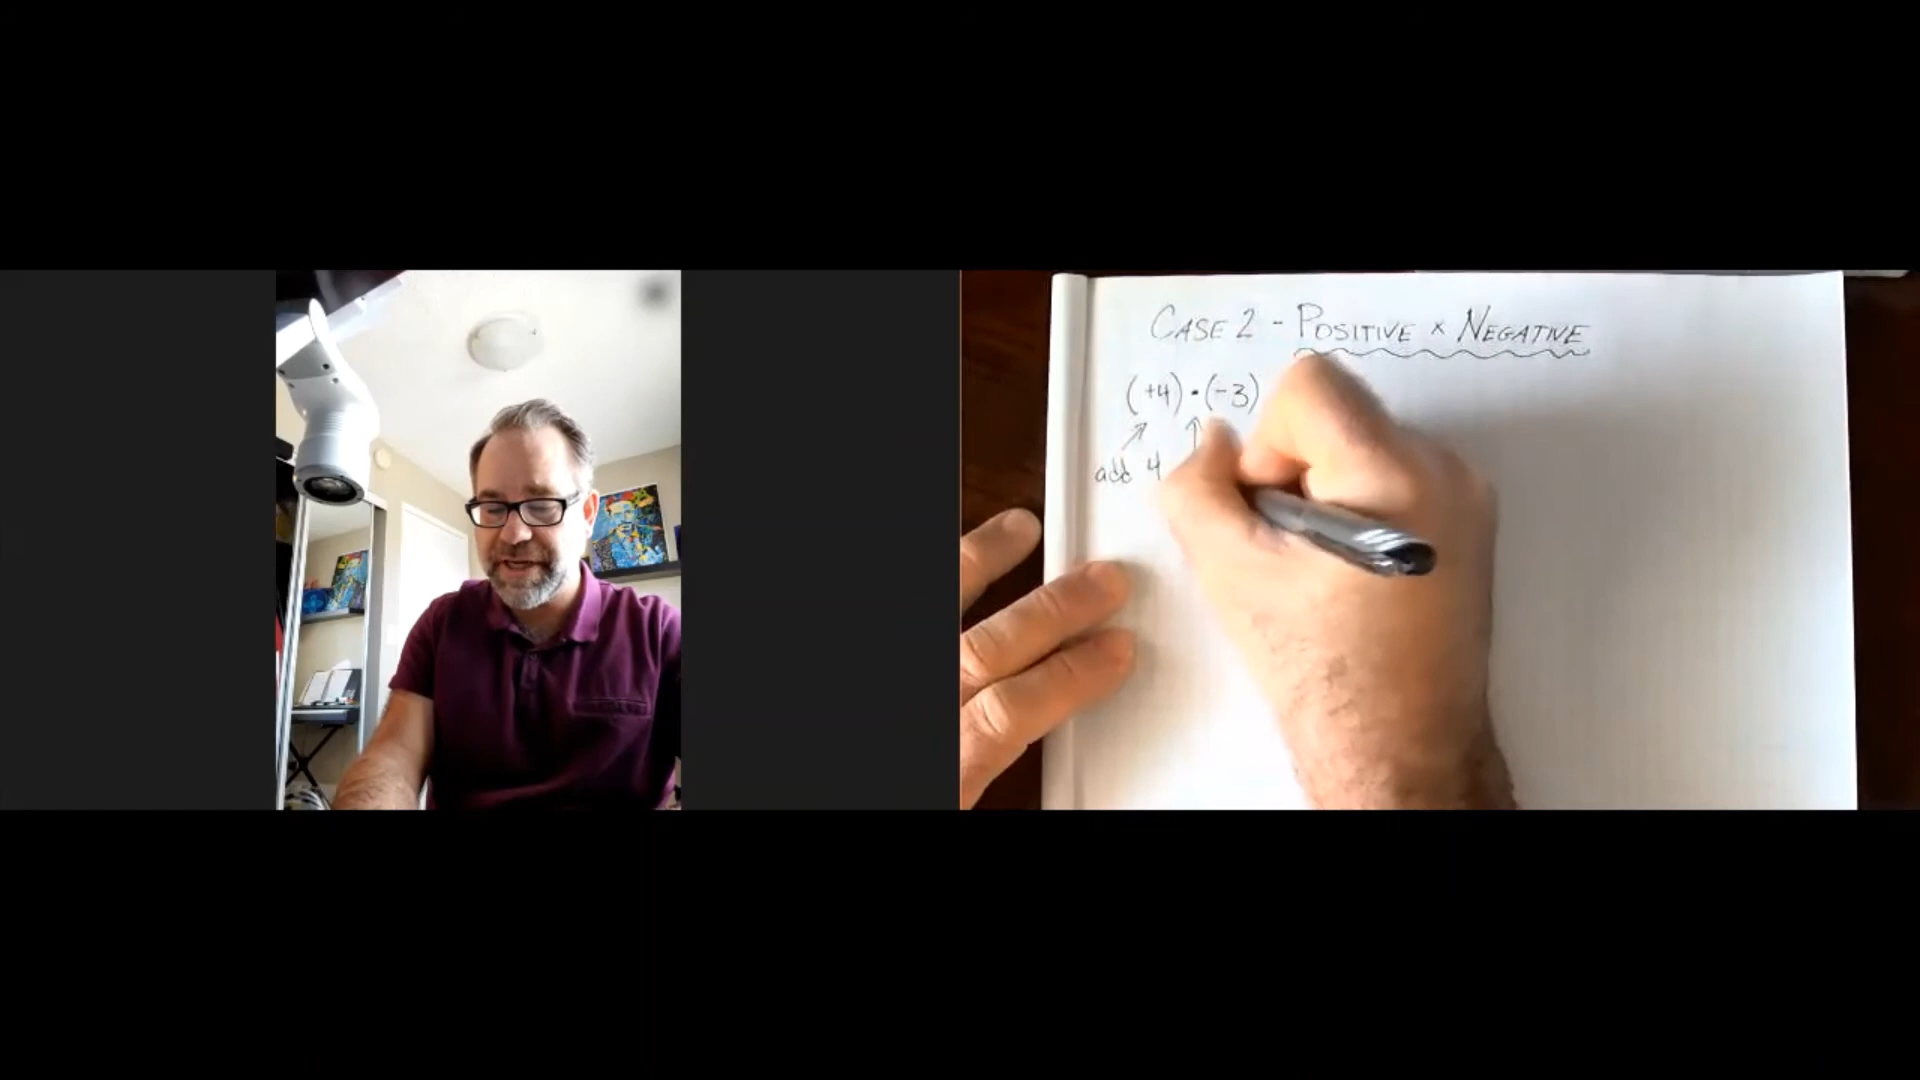 CASE 2 - POSITIVE × NEGATIVE
(+4) • (-3)
add 4